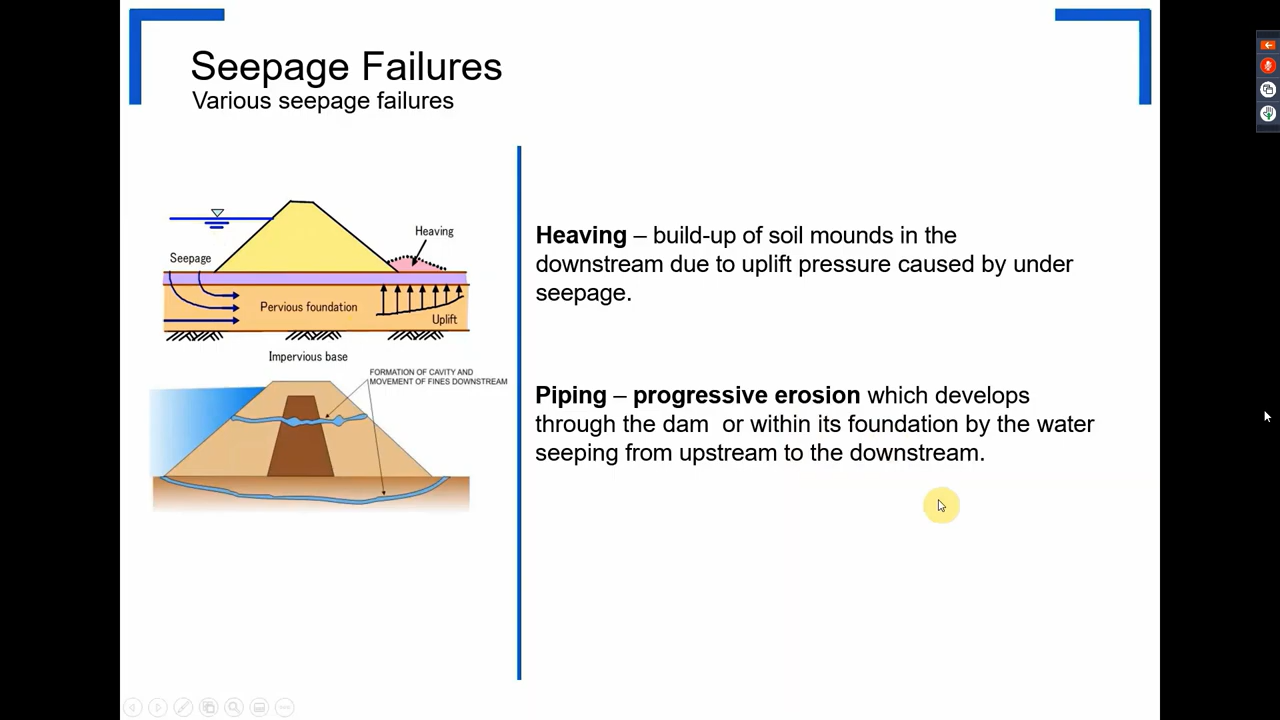 Seepage Failures
Various seepage failures
Heaving
Seepage
Pervious foundation
Uplift
Impervious base
FORMATION OF CAVITY AND
MOVEMENT OF FINES DOWNSTREAM
Heaving – build-up of soil mounds in the
downstream due to uplift pressure caused by under
seepage.
Piping – progressive erosion which develops
through the dam or within its foundation by the water
seeping from upstream to the downstream.